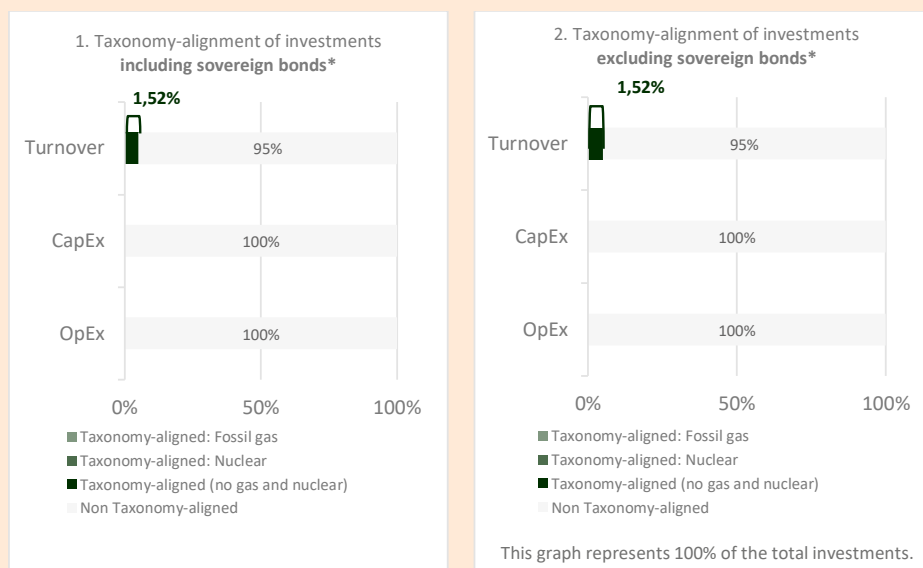 1. Taxonomy-alignment of investments
including sovereign bonds*
1,52%
Turnover
95%
CapEx
100%
OpEx
100%
0%
50%
100%
Taxonomy-aligned: Fossil gas
Taxonomy-aligned: Nuclear
Taxonomy-aligned (no gas and nuclear)
Non Taxonomy-aligned
2. Taxonomy-alignment of investments
excluding sovereign bonds*
1,52%
Turnover
95%
CapEx
100%
OpEx
100%
0%
50%
100%
Taxonomy-aligned: Fossil gas
Taxonomy-aligned: Nuclear
Taxonomy-aligned (no gas and nuclear)
Non Taxonomy-aligned
This graph represents 100% of the total investments.